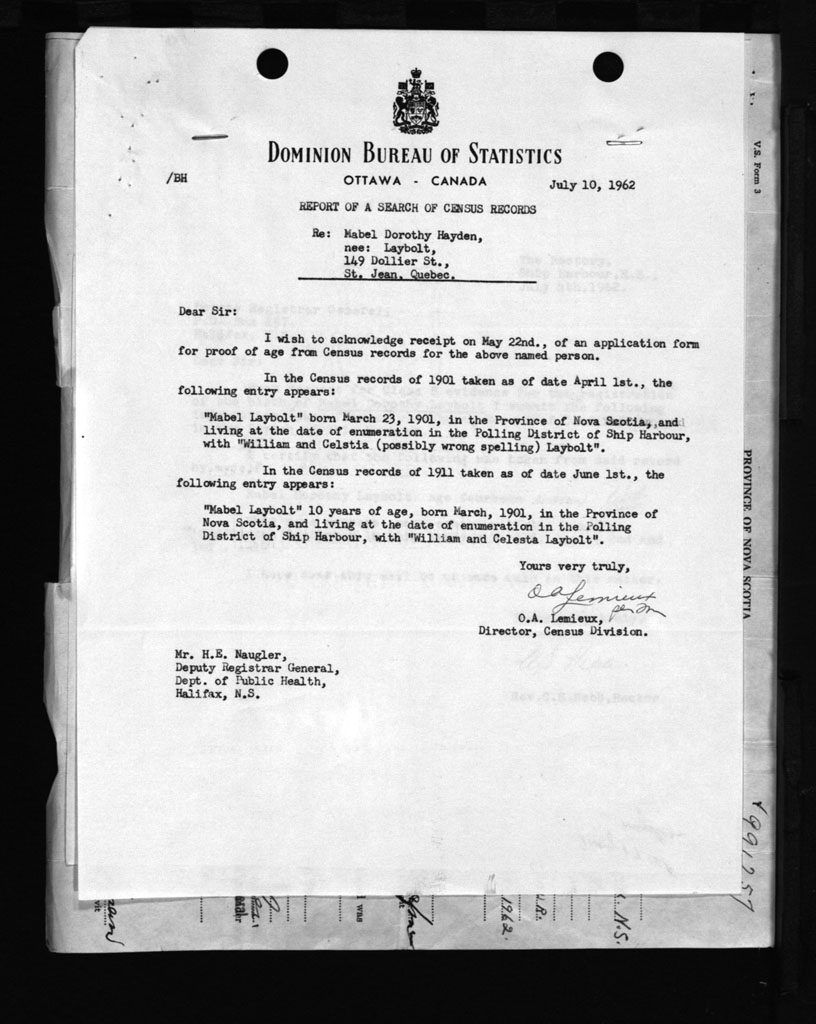 DOMINION BUREAU OF STATISTICS
/BH
OTTAWA - CANADA
July 10, 1962
REPORT OF A SEARCH OF CENSUS RECORDS
Re: Mabel Dorothy Hayden,
nee: Laybolt,
149 Dollier St.,
St. Jean, Quebec.
Dear Sir:
I wish to acknowledge receipt on May 22nd., of an application form
for proof of age from Census records for the above named person.
In the Census records of 1901 taken as of date April 1st., the
following entry appears:
"Mabel Laybolt" born March 23, 1901, in the Province of Nova Scotia, and
living at the date of enumeration in the Polling District of Ship Harbour,
with "William and Celstia (possibly wrong spelling) Laybolt".
In the Census records of 1911 taken as of date June 1st., the
following entry appears:
"Mabel Laybolt" 10 years of age, born March, 1901, in the Province of
Nova Scotia, and living at the date of enumeration in the Polling
District of Ship Harbour, with "William and Celesta Laybolt".
Yours very truly,
OA Lemieux
O.A. Lemieux,
Director, Census Division.
Mr. H.E. Naugler,
Deputy Registrar General,
Dept. of Public Health,
Halifax, N.S.
V.S. Form 3
PROVINCE OF NOVA SCOTIA
991257
I was
1962.
N.S.